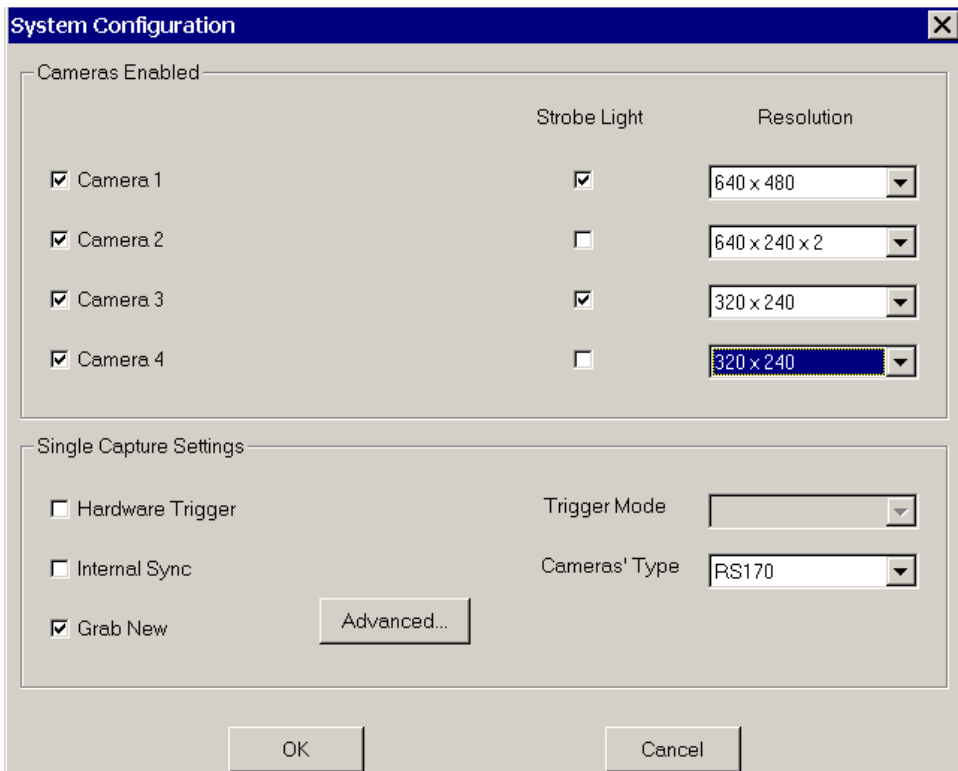 System Configuration
Cameras Enabled
Strobe Light Resolution
Camera 1 640 x 480
Camera 2 640 x 240 x 2
Camera 3 320 x 240
Camera 4 320 x 240
Single Capture Settings
Hardware Trigger Trigger Mode
Internal Sync Cameras' Type RS170
Grab New Advanced...
OK Cancel